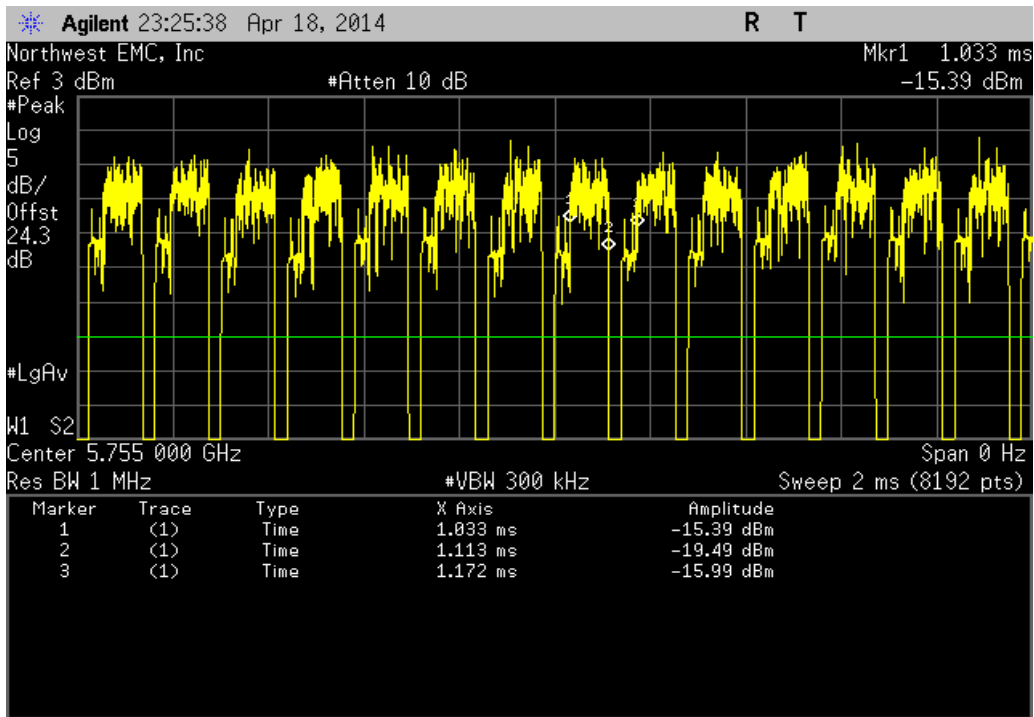 Agilent 23:25:38 Apr 18, 2014 R T
Northwest EMC, Inc Mkr1 1.033 ms
Ref 3 dBm #Atten 10 dB -15.39 dBm
#Peak
Log
5
dB/
Offst
24.3
dB
#LgAv
W1 S2
Center 5.755 000 GHz Span 0 Hz
Res BW 1 MHz #VBW 300 kHz Sweep 2 ms (8192 pts)
Marker Trace Type X Axis Amplitude
1 (1) Time 1.033 ms -15.39 dBm
2 (1) Time 1.113 ms -19.49 dBm
3 (1) Time 1.172 ms -15.99 dBm